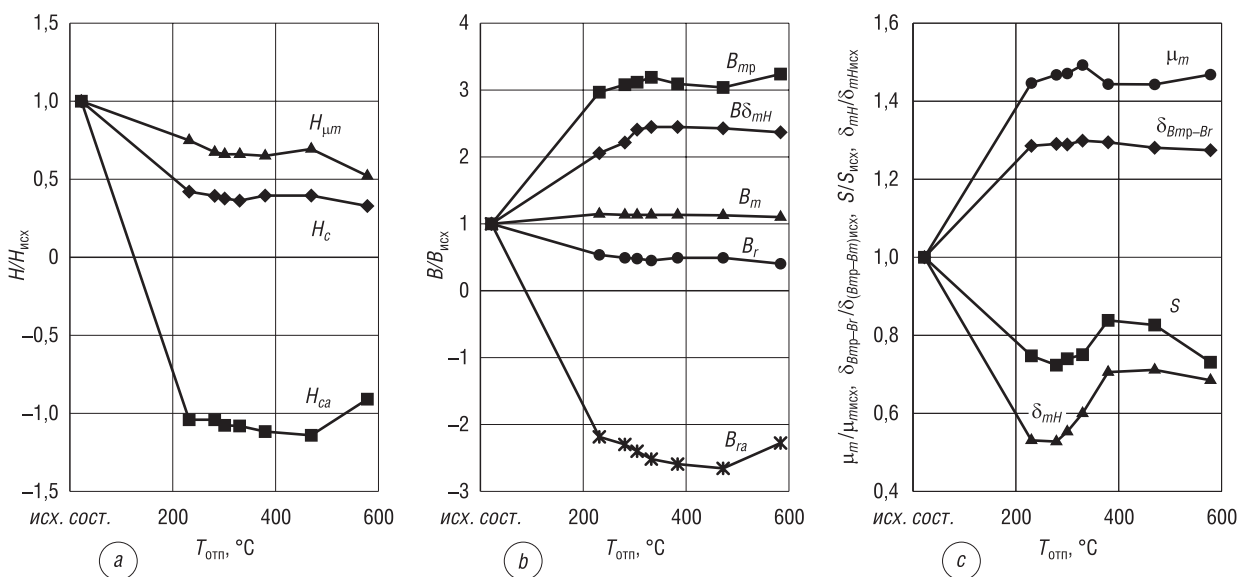 1,5
1,0
0,5
0
–0,5
–1,0
–1,5
H/Hисх
Hμm
Hc
Hca
исх. сост.
200
400
600
Tотп, °C
a
5
4
3
2
1
0
–1
–2
–3
B/Bисх
Bmp
BδmH
Bm
Br
Bra
исх. сост.
200
400
600
Tотп, °C
b
1,6
1,4
1,2
1,0
0,8
0,6
0,4
μm/μmисх, δBmp–Br/δ(Bmp–Bm)исх, S/Sисх, δmH/δmHисх
μm
δBmp–Br
S
δmH
исх. сост.
200
400
600
Tотп, °C
c